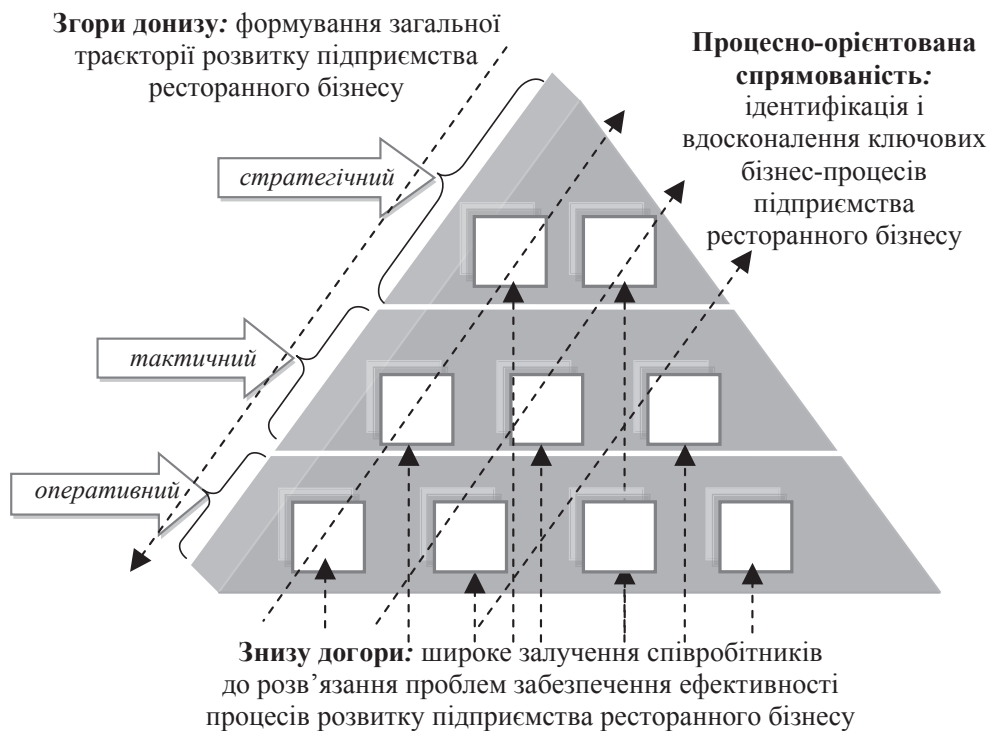 Згори донизу: формування загальної
траєкторії розвитку підприємства
ресторанного бізнесу
Процесно-орієнтована
спрямованість:
ідентифікація і
вдосконалення ключових
бізнес-процесів
підприємства
ресторанного бізнесу
стратегічний
тактичний
оперативний
Знизу догори: широке залучення співробітників
до розв’язання проблем забезпечення ефективності
процесів розвитку підприємства ресторанного бізнесу